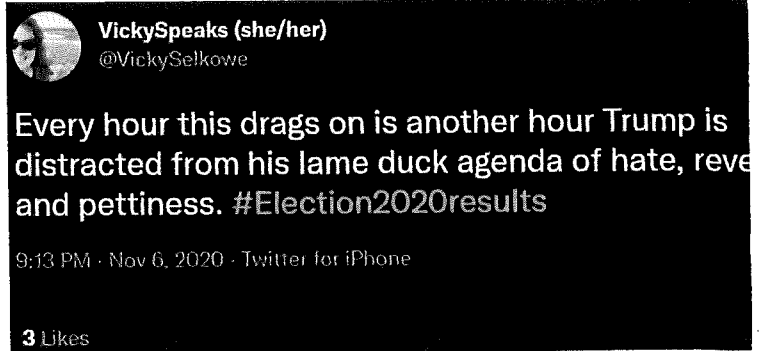 VickySpeaks (she/her)
@VickySelkowe
Every hour this drags on is another hour Trump is
distracted from his lame duck agenda of hate, reve
and pettiness. #Election2020results
9:13 PM · Nov 6, 2020 · Twitter for iPhone
3 Likes